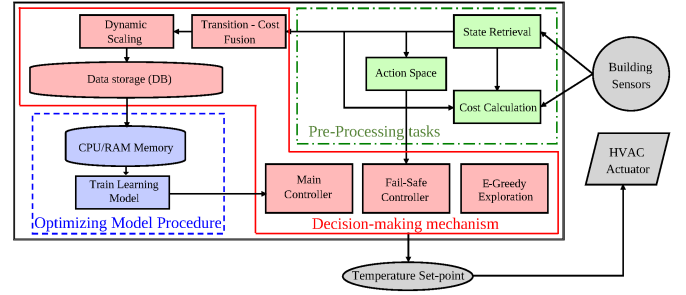 Dynamic
Scaling
Transition - Cost
Fusion
State Retrieval
Action Space
Building
Sensors
Data storage (DB)
Cost Calculation
Pre-Processing tasks
CPU/RAM Memory
HVAC
Actuator
Train Learning
Model
Main
Controller
Fail-Safe
Controller
E-Greedy
Exploration
Optimizing Model Procedure
Decision-making mechanism
Temperature Set-point